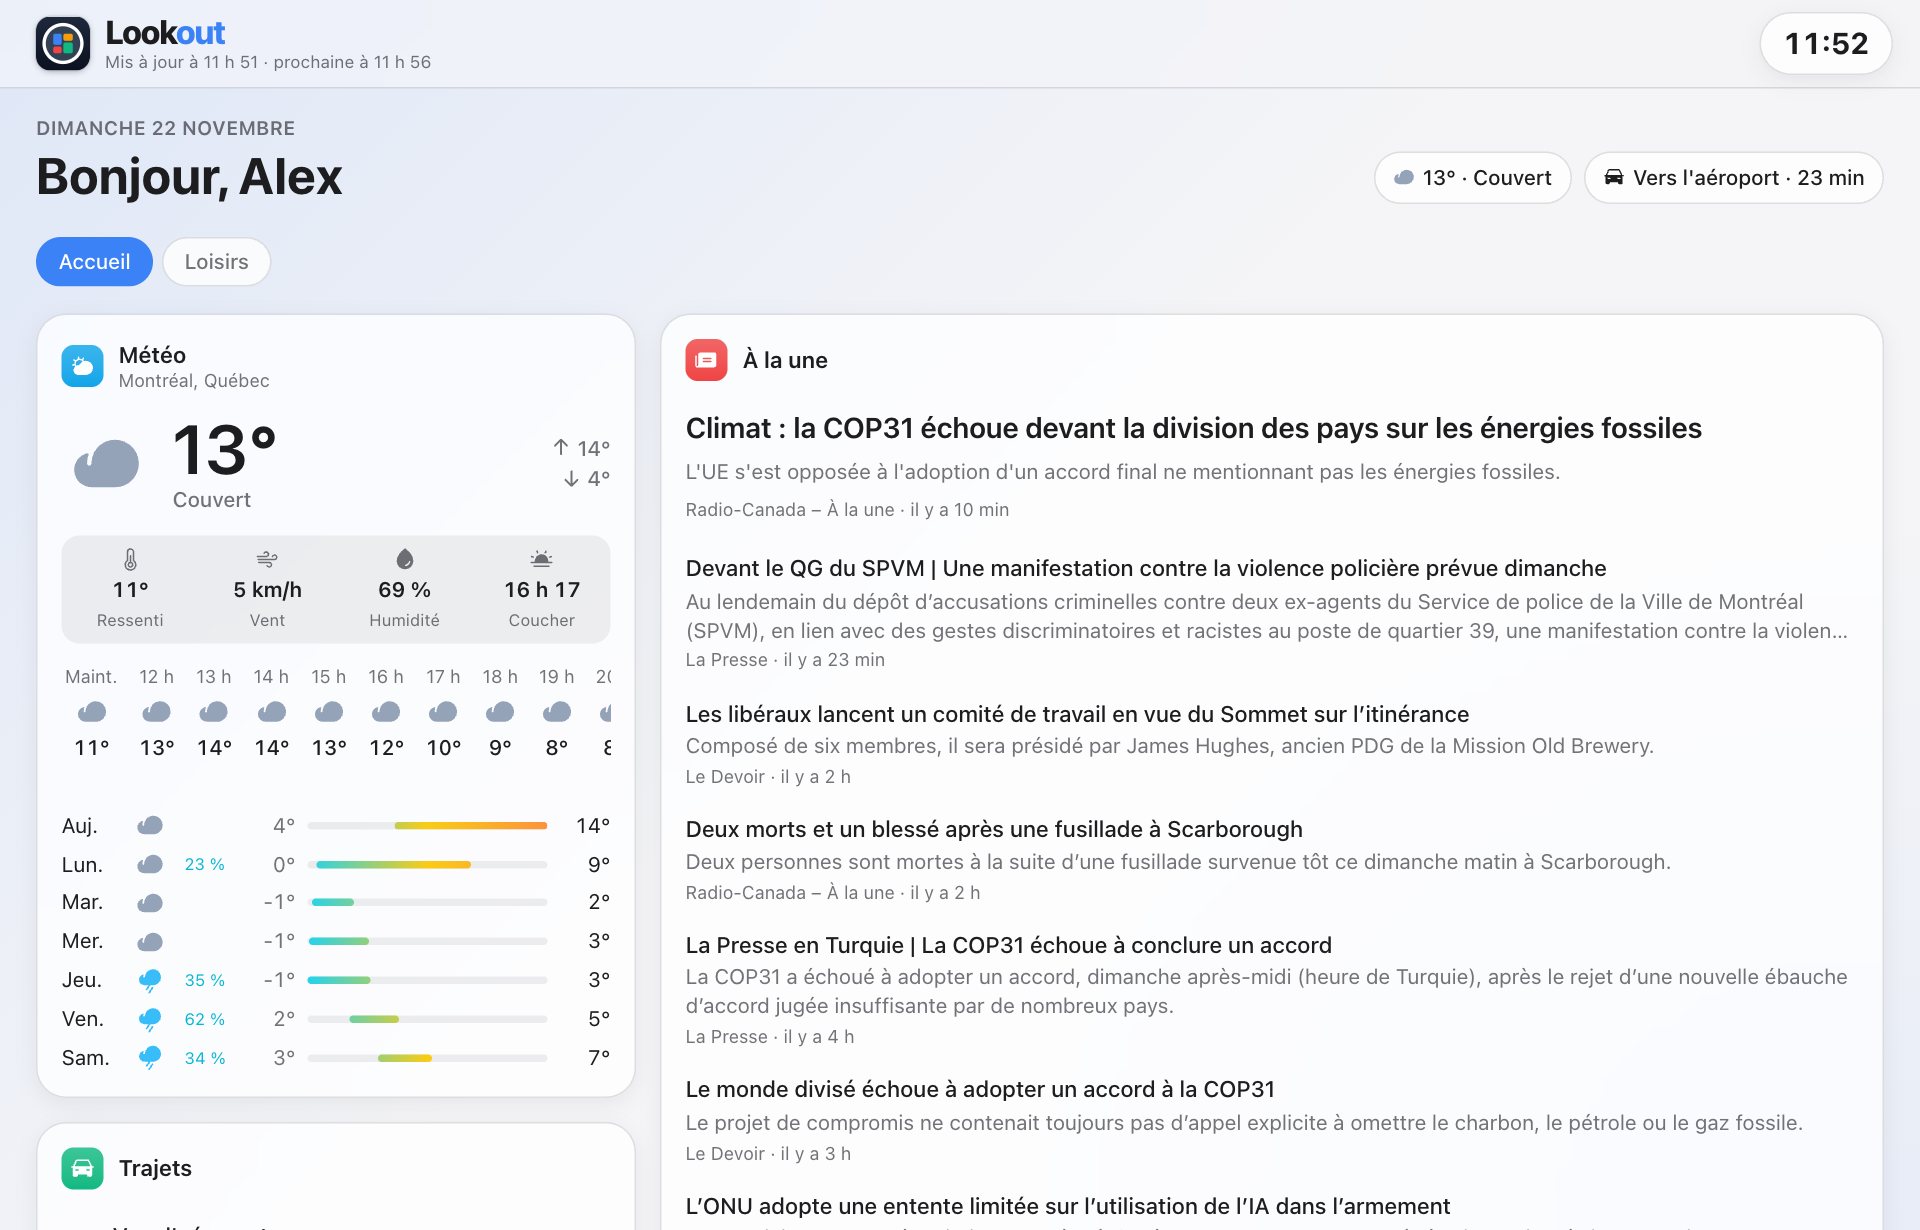 Lookout
Mis à jour à 11 h 51 · prochaine à 11 h 56
11:52
DIMANCHE 22 NOVEMBRE
Bonjour, Alex
13° · Couvert
Vers l'aéroport · 23 min
Accueil
Loisirs
Météo
Montréal, Québec
13°
Couvert
↑ 14°
↓ 4°
11° 5 km/h 69 % 16 h 17
Ressenti Vent Humidité Coucher
Maint. 12 h 13 h 14 h 15 h 16 h 17 h 18 h 19 h
11° 13° 14° 14° 13° 12° 10° 9° 8°
Auj. 4° 14°
Lun. 23 % 0° 9°
Mar. -1° 2°
Mer. -1° 3°
Jeu. 35 % -1° 3°
Ven. 62 % 2° 5°
Sam. 34 % 3° 7°
Trajets
À la une
Climat : la COP31 échoue devant la division des pays sur les énergies fossiles
L'UE s'est opposée à l'adoption d'un accord final ne mentionnant pas les énergies fossiles.
Radio-Canada – À la une · il y a 10 min
Devant le QG du SPVM | Une manifestation contre la violence policière prévue dimanche
Au lendemain du dépôt d’accusations criminelles contre deux ex-agents du Service de police de la Ville de Montréal
(SPVM), en lien avec des gestes discriminatoires et racistes au poste de quartier 39, une manifestation contre la violen…
La Presse · il y a 23 min
Les libéraux lancent un comité de travail en vue du Sommet sur l’itinérance
Composé de six membres, il sera présidé par James Hughes, ancien PDG de la Mission Old Brewery.
Le Devoir · il y a 2 h
Deux morts et un blessé après une fusillade à Scarborough
Deux personnes sont mortes à la suite d’une fusillade survenue tôt ce dimanche matin à Scarborough.
Radio-Canada – À la une · il y a 2 h
La Presse en Turquie | La COP31 échoue à conclure un accord
La COP31 a échoué à adopter un accord, dimanche après-midi (heure de Turquie), après le rejet d’une nouvelle ébauche
d’accord jugée insuffisante par de nombreux pays.
La Presse · il y a 4 h
Le monde divisé échoue à adopter un accord à la COP31
Le projet de compromis ne contenait toujours pas d’appel explicite à omettre le charbon, le pétrole ou le gaz fossile.
Le Devoir · il y a 3 h
L’ONU adopte une entente limitée sur l’utilisation de l’IA dans l’armement